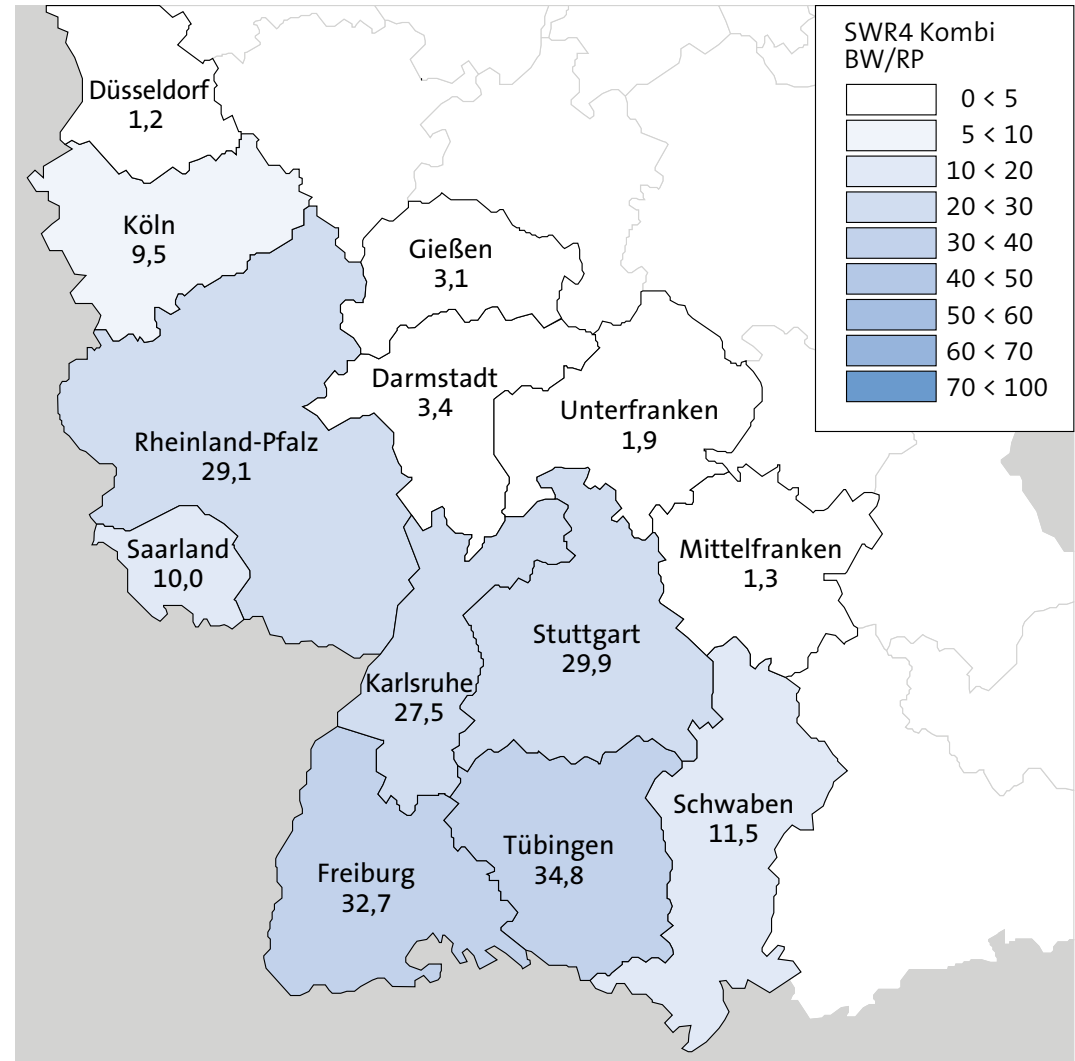 SWR4 Kombi
BW/RP
0 < 5
5 < 10
10 < 20
20 < 30
30 < 40
40 < 50
50 < 60
60 < 70
70 < 100
Düsseldorf
1,2
Köln
9,5
Gießen
3,1
Darmstadt
3,4
Unterfranken
1,9
Rheinland-Pfalz
29,1
Saarland
10,0
Mittelfranken
1,3
Stuttgart
29,9
Karlsruhe
27,5
Schwaben
11,5
Tübingen
34,8
Freiburg
32,7